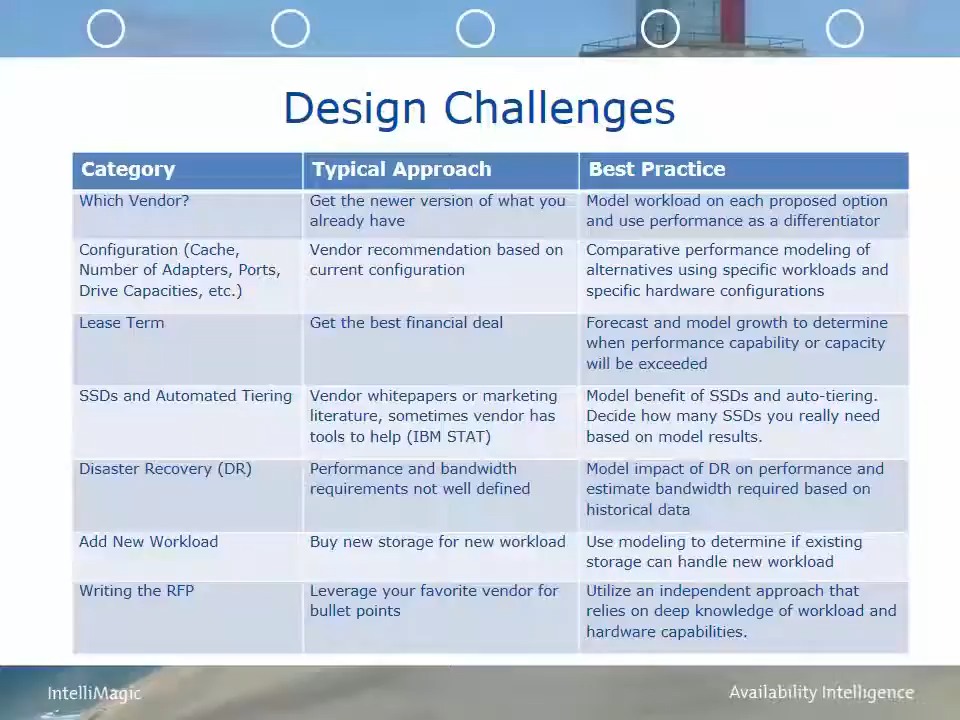 Design Challenges
Category
Typical Approach
Best Practice
Which Vendor?
Get the newer version of what you
already have
Model workload on each proposed option
and use performance as a differentiator
Configuration (Cache,
Number of Adapters, Ports,
Drive Capacities, etc.)
Vendor recommendation based on
current configuration
Comparative performance modeling of
alternatives using specific workloads and
specific hardware configurations
Lease Term
Get the best financial deal
Forecast and model growth to determine
when performance capability or capacity
will be exceeded
SSDs and Automated Tiering
Vendor whitepapers or marketing
literature, sometimes vendor has
tools to help (IBM STAT)
Model benefit of SSDs and auto-tiering.
Decide how many SSDs you really need
based on model results.
Disaster Recovery (DR)
Performance and bandwidth
requirements not well defined
Model impact of DR on performance and
estimate bandwidth required based on
historical data
Add New Workload
Buy new storage for new workload
Use modeling to determine if existing
storage can handle new workload
Writing the RFP
Leverage your favorite vendor for
bullet points
Utilize an independent approach that
relies on deep knowledge of workload and
hardware capabilities.
IntelliMagic
Availability Intelligence